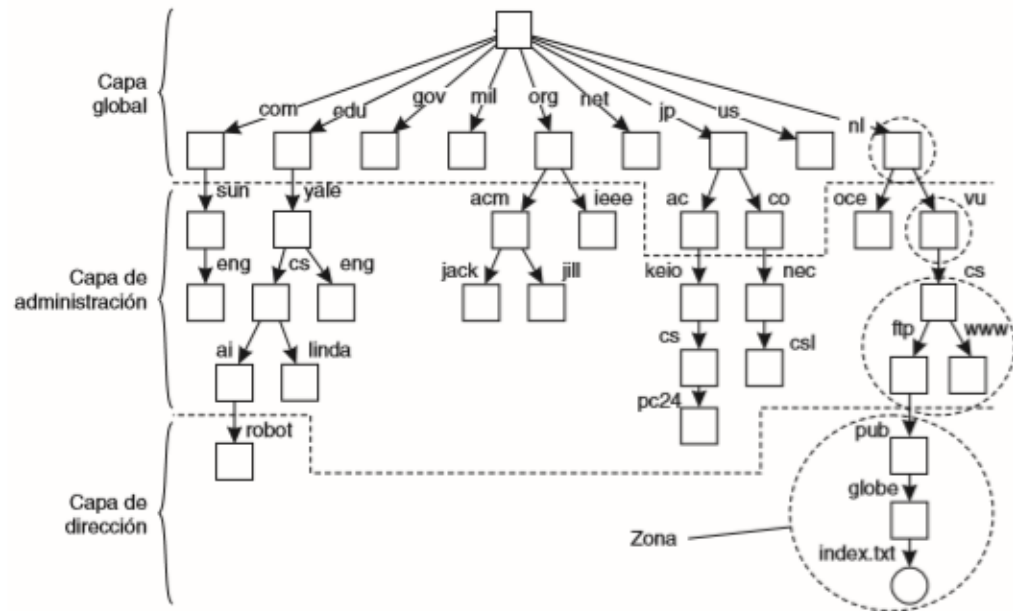 Capa
global
com
edu
gov
mil
org
net
jp
us
nl
sun
yale
acm
ieee
ac
co
oce
vu
Capa de
administración
eng
cs
eng
jack
jill
keio
nec
cs
ai
linda
cs
csl
ftp
www
pc24
robot
pub
Capa de
dirección
globe
Zona
index.txt